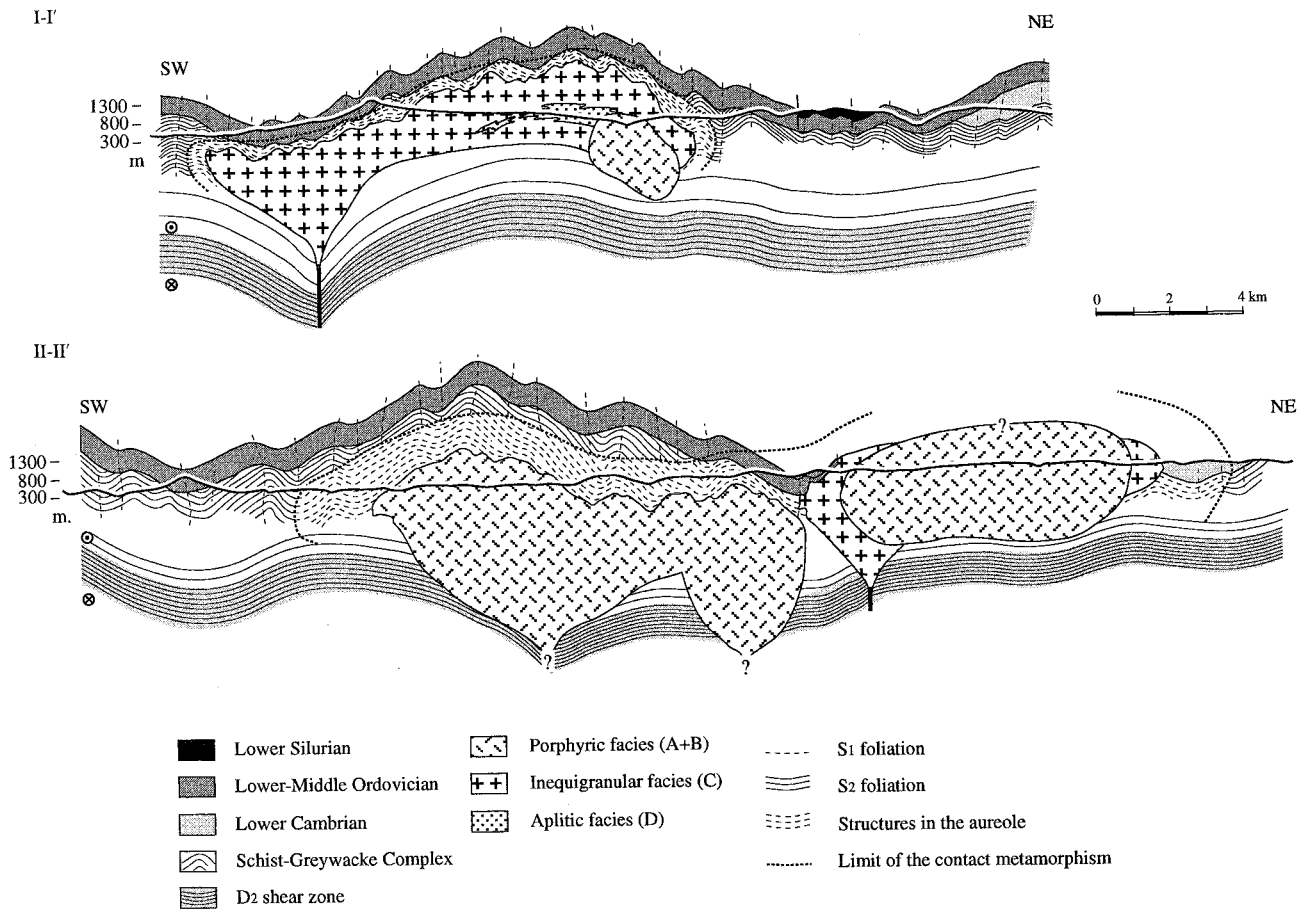 I-I'
NE
SW
1300
800
300
m
0 2 4 km
II-II'
SW
NE
1300
800
300
m.
?
? ?
Lower Silurian
Lower-Middle Ordovician
Lower Cambrian
Schist-Greywacke Complex
D2 shear zone
Porphyric facies (A+B)
Inequigranular facies (C)
Aplitic facies (D)
S1 foliation
S2 foliation
Structures in the aureole
Limit of the contact metamorphism